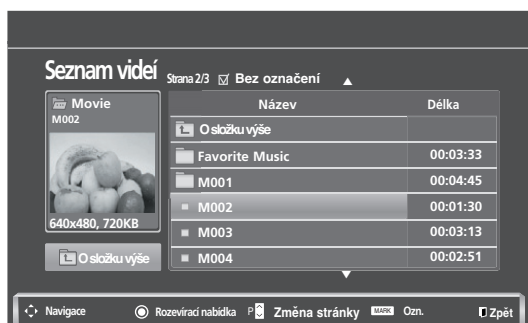 Seznam videí Strana 2/3 Bez označení
Movie
M002
640x480, 720KB
O složku výše
Název Délka
O složku výše
Favorite Music 00:03:33
M001 00:04:45
M002 00:01:30
M003 00:03:13
M004 00:02:51
Navigace Rozevírací nabídka P Změna stránky MARK Ozn. Zpět